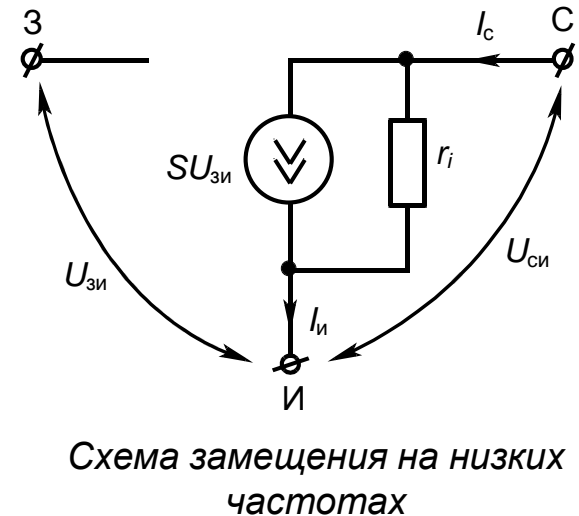 З
С
Iс
SUзи
ri
Uзи
Uси
Iи
И
Схема замещения на низких
частотах